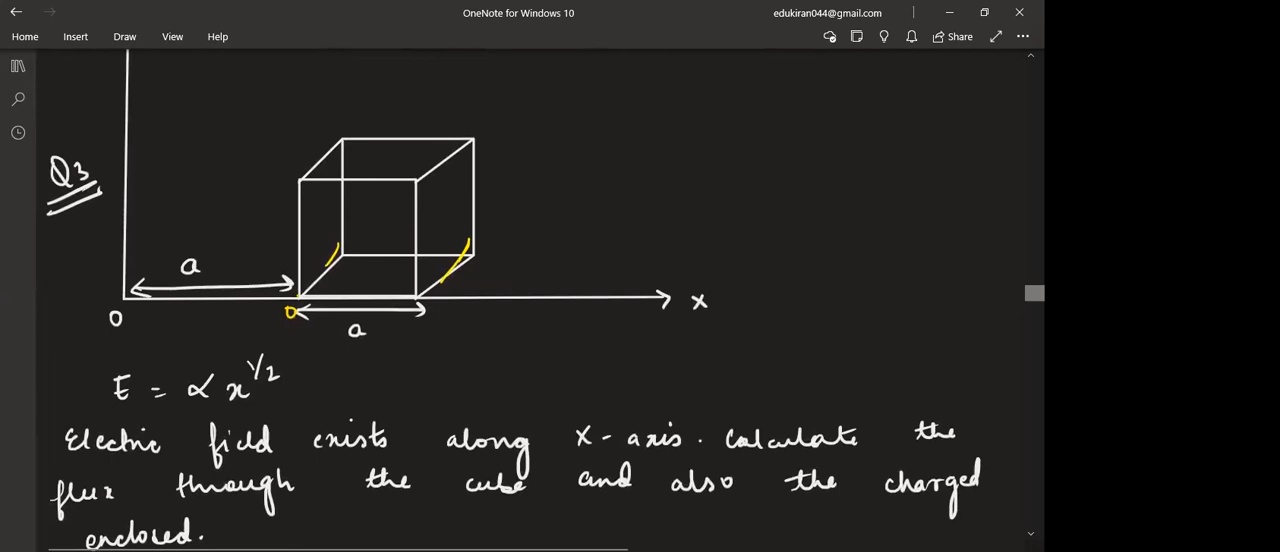 OneNote for Windows 10
edukiran044@gmail.com
Home Insert Draw View Help
Share
Q3
a
0
0
a
x
E = α x^1/2
Electric field exists along X-axis. Calculate the
flux through the cube and also the charged
enclosed.